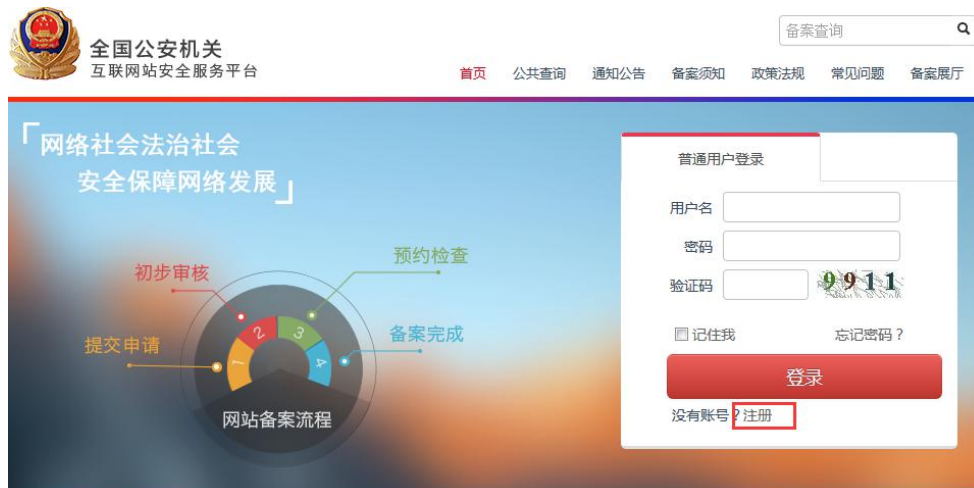 备案查询
全国公安机关
互联网站安全服务平台
首页 公共查询 通知公告 备案须知 政策法规 常见问题 备案展厅
「网络社会法治社会
安全保障网络发展」
普通用户登录
用户名
密码
验证码 9911
记住我 忘记密码？
登录
没有账号？注册
预约检查
初步审核
备案完成
提交申请
1 2 3 4
网站备案流程